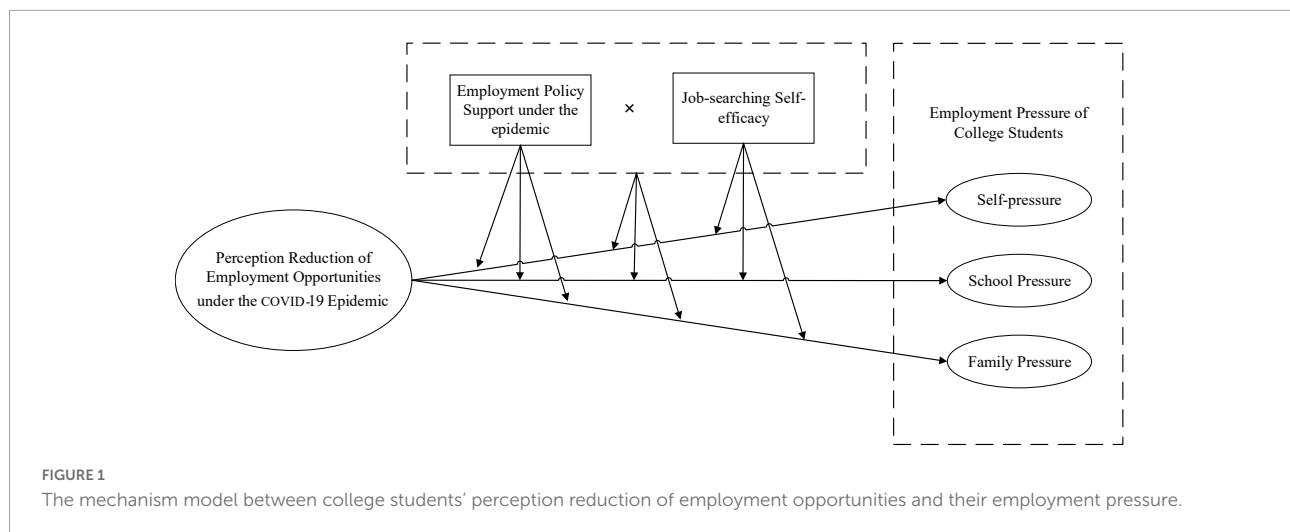 Employment Policy
Support under the
epidemic
×
Job-searching Self-
efficacy
Employment Pressure of
College Students
Self-pressure
Perception Reduction of
Employment Opportunities
under the COVID-19 Epidemic
School Pressure
Family Pressure
FIGURE 1
The mechanism model between college students’ perception reduction of employment opportunities and their employment pressure.